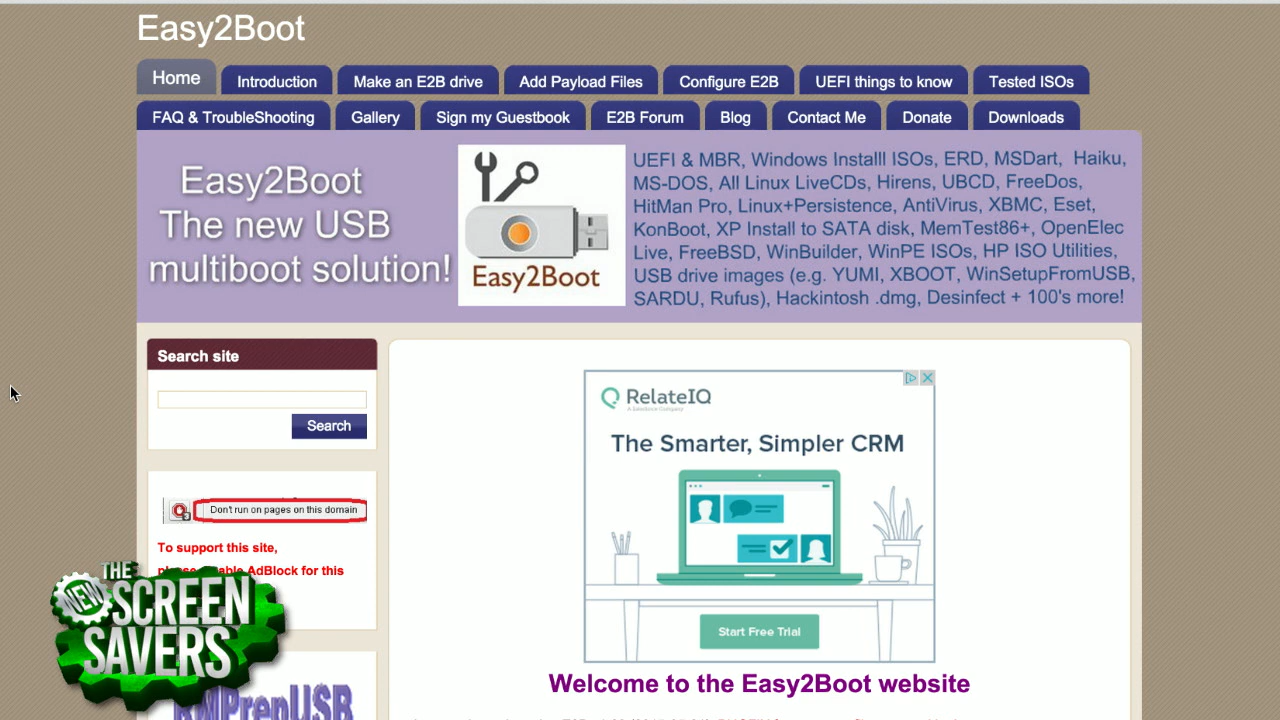 Easy2Boot
Home
Introduction
Make an E2B drive
Add Payload Files
Configure E2B
UEFI things to know
Tested ISOs
FAQ & TroubleShooting
Gallery
Sign my Guestbook
E2B Forum
Blog
Contact Me
Donate
Downloads
Easy2Boot
The new USB
multiboot solution!
Easy2Boot
UEFI & MBR, Windows Installl ISOs, ERD, MSDart, Haiku,
MS-DOS, All Linux LiveCDs, Hirens, UBCD, FreeDos,
HitMan Pro, Linux+Persistence, AntiVirus, XBMC, Eset,
KonBoot, XP Install to SATA disk, MemTest86+, OpenElec
Live, FreeBSD, WinBuilder, WinPE ISOs, HP ISO Utilities,
USB drive images (e.g. YUMI, XBOOT, WinSetupFromUSB,
SARDU, Rufus), Hackintosh .dmg, Desinfect + 100's more!
Search site
Search
Don't run on pages on this domain
To support this site,
AdBlock for this
THE
NEW
SCREEN
SAVERS
RMPrepUSB
RelateIQ
A Salesforce Company
The Smarter, Simpler CRM
Start Free Trial
Welcome to the Easy2Boot website